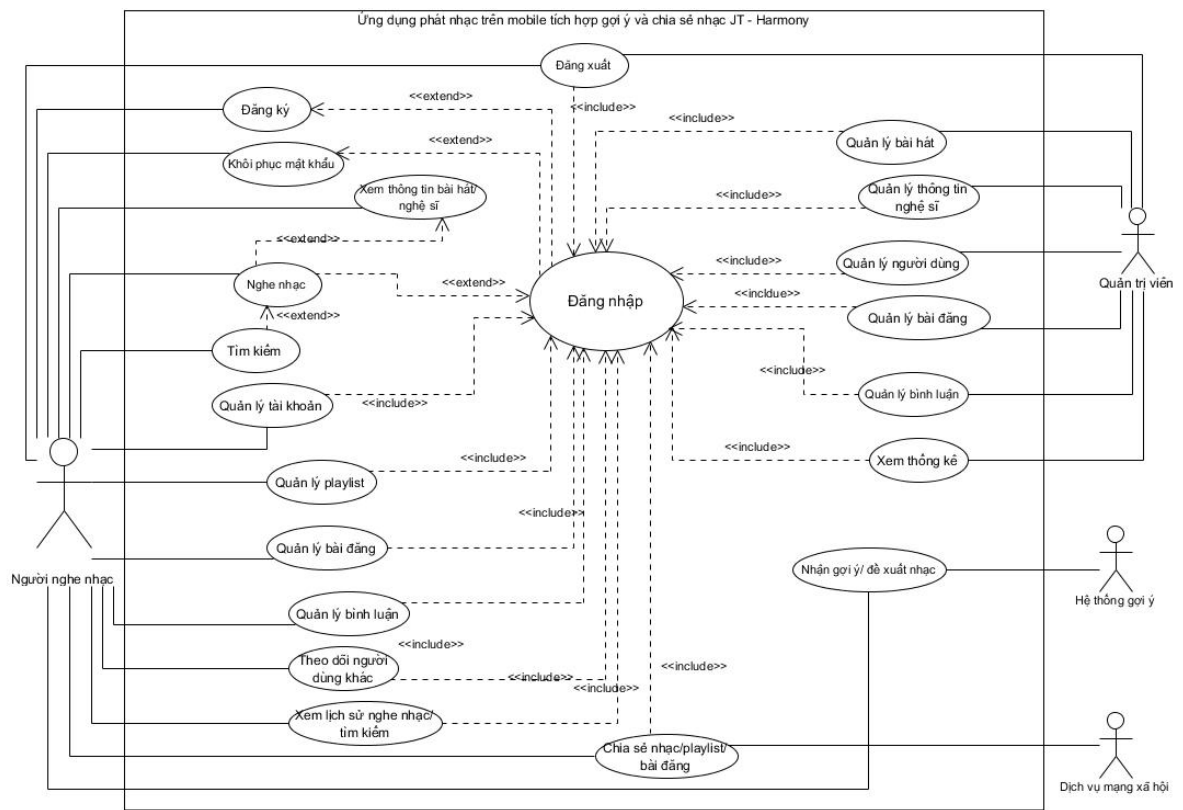 Ứng dụng phát nhạc trên mobile tích hợp gợi ý và chia sẻ nhạc JT - Harmony
Đăng xuất
<<extend>>
Đăng ký
<<include>>
<<include>>
Quản lý bài hát
<<extend>>
Khôi phục mật khẩu
Xem thông tin bài hát/
nghệ sĩ
<<include>>
Quản lý thông tin
nghệ sĩ
<<extend>>
<<include>>
Quản lý người dùng
Quản trị viên
Nghe nhạc
<<extend>>
Đăng nhập
<<incldue>>
Quản lý bài đăng
<<extend>>
Tìm kiếm
<<include>>
Quản lý bình luận
Quản lý tài khoản
<<include>>
<<include>>
Xem thống kê
<<include>>
Quản lý playlist
<<include>>
Quản lý bài đăng
Người nghe nhạc
Nhận gợi ý/ đề xuất nhạc
Hệ thống gợi ý
Quản lý bình luận
<<include>>
Theo dõi người
dùng khác
<<include>>
<<include>>
<<include>>
Xem lịch sử nghe nhạc/
tìm kiếm
Chia sẻ nhạc/playlist/
bài đăng
Dịch vụ mạng xã hội